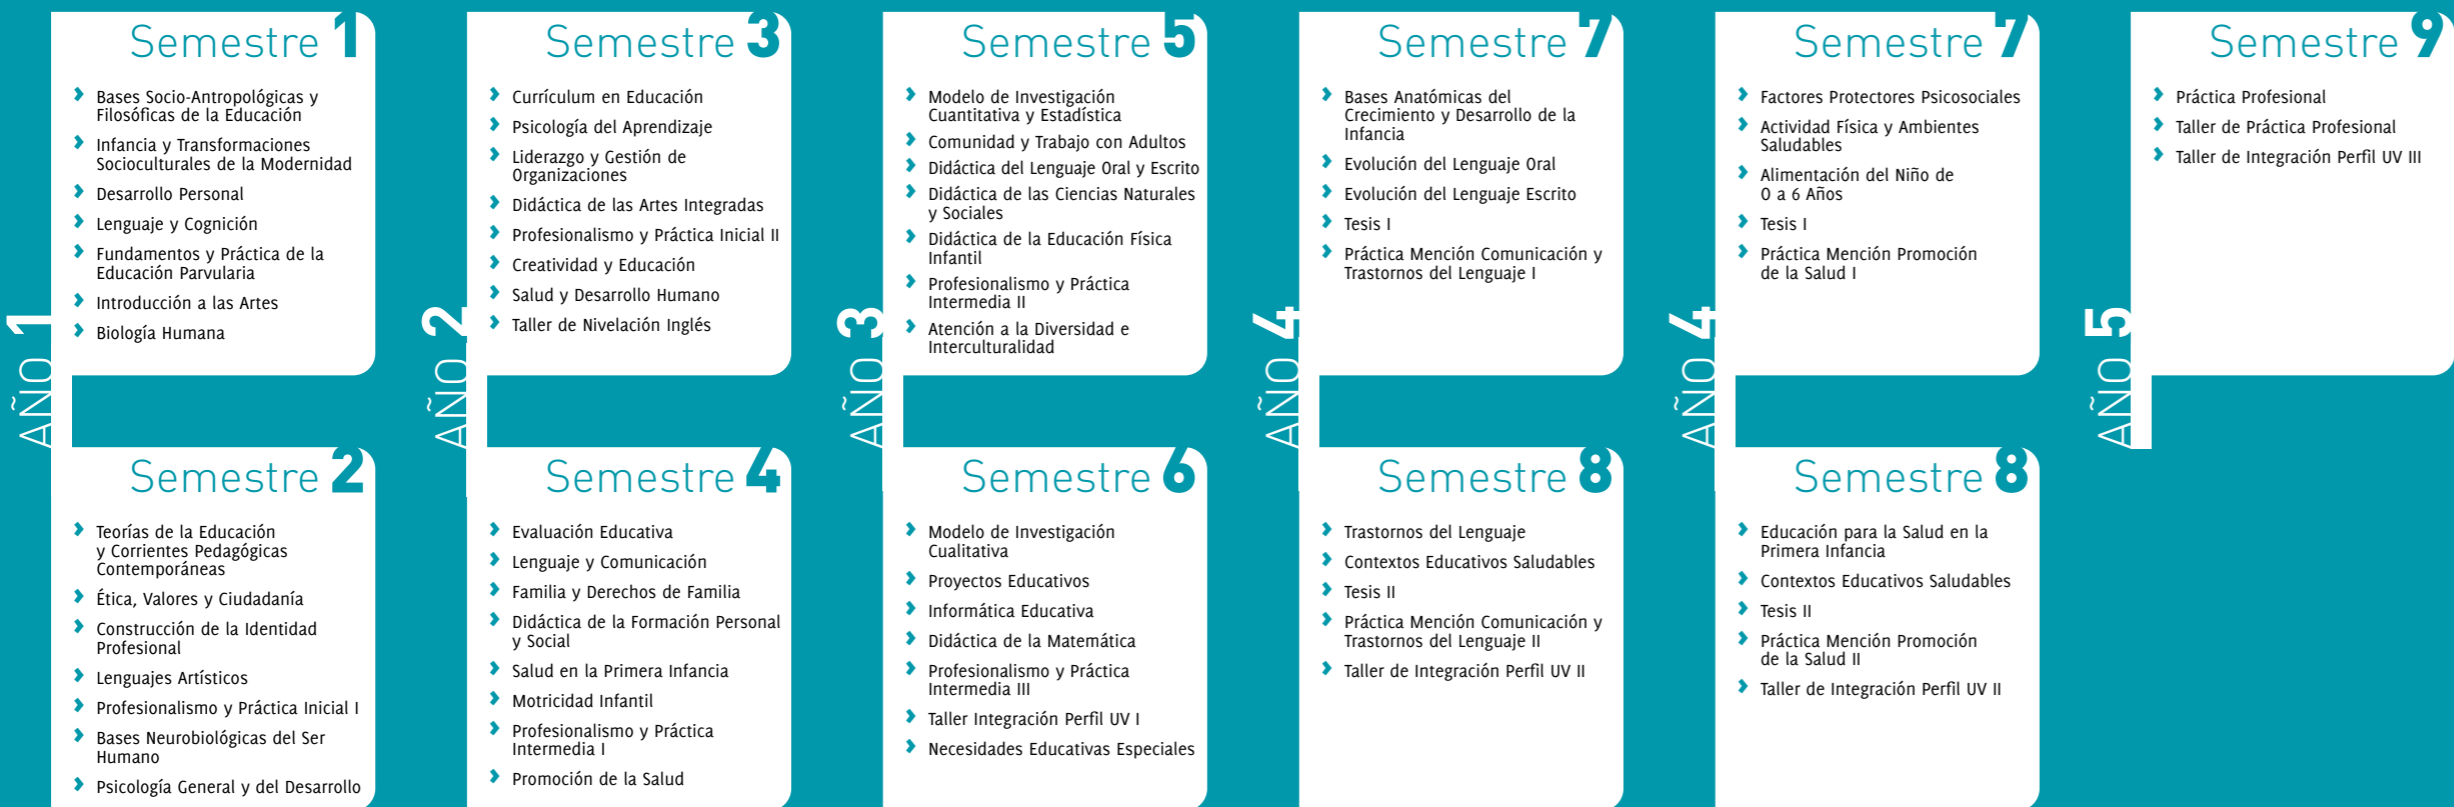 AÑO 1
Semestre 1
Bases Socio-Antropológicas y
Filosóficas de la Educación
Infancia y Transformaciones
Socioculturales de la Modernidad
Desarrollo Personal
Lenguaje y Cognición
Fundamentos y Práctica de la
Educación Parvularia
Introducción a las Artes
Biología Humana
Semestre 2
Teorías de la Educación
y Corrientes Pedagógicas
Contemporáneas
Ética, Valores y Ciudadanía
Construcción de la Identidad
Profesional
Lenguajes Artísticos
Profesionalismo y Práctica Inicial I
Bases Neurobiológicas del Ser
Humano
Psicología General y del Desarrollo
AÑO 2
Semestre 3
Currículum en Educación
Psicología del Aprendizaje
Liderazgo y Gestión de
Organizaciones
Didáctica de las Artes Integradas
Profesionalismo y Práctica Inicial II
Creatividad y Educación
Salud y Desarrollo Humano
Taller de Nivelación Inglés
Semestre 4
Evaluación Educativa
Lenguaje y Comunicación
Familia y Derechos de Familia
Didáctica de la Formación Personal
y Social
Salud en la Primera Infancia
Motricidad Infantil
Profesionalismo y Práctica
Intermedia I
Promoción de la Salud
AÑO 3
Semestre 5
Modelo de Investigación
Cuantitativa y Estadística
Comunidad y Trabajo con Adultos
Didáctica del Lenguaje Oral y Escrito
Didáctica de las Ciencias Naturales
y Sociales
Didáctica de la Educación Física
Infantil
Profesionalismo y Práctica
Intermedia II
Atención a la Diversidad e
Interculturalidad
Semestre 6
Modelo de Investigación
Cualitativa
Proyectos Educativos
Informática Educativa
Didáctica de la Matemática
Profesionalismo y Práctica
Intermedia III
Taller Integración Perfil UV I
Necesidades Educativas Especiales
AÑO 4
Semestre 7
Bases Anatómicas del
Crecimiento y Desarrollo de la
Infancia
Evolución del Lenguaje Oral
Evolución del Lenguaje Escrito
Tesis I
Práctica Mención Comunicación y
Trastornos del Lenguaje I
Semestre 8
Trastornos del Lenguaje
Contextos Educativos Saludables
Tesis II
Práctica Mención Comunicación y
Trastornos del Lenguaje II
Taller de Integración Perfil UV II
AÑO 4
Semestre 7
Factores Protectores Psicosociales
Actividad Física y Ambientes
Saludables
Alimentación del Niño de
0 a 6 Años
Tesis I
Práctica Mención Promoción
de la Salud I
Semestre 8
Educación para la Salud en la
Primera Infancia
Contextos Educativos Saludables
Tesis II
Práctica Mención Promoción
de la Salud II
Taller de Integración Perfil UV II
AÑO 5
Semestre 9
Práctica Profesional
Taller de Práctica Profesional
Taller de Integración Perfil UV III